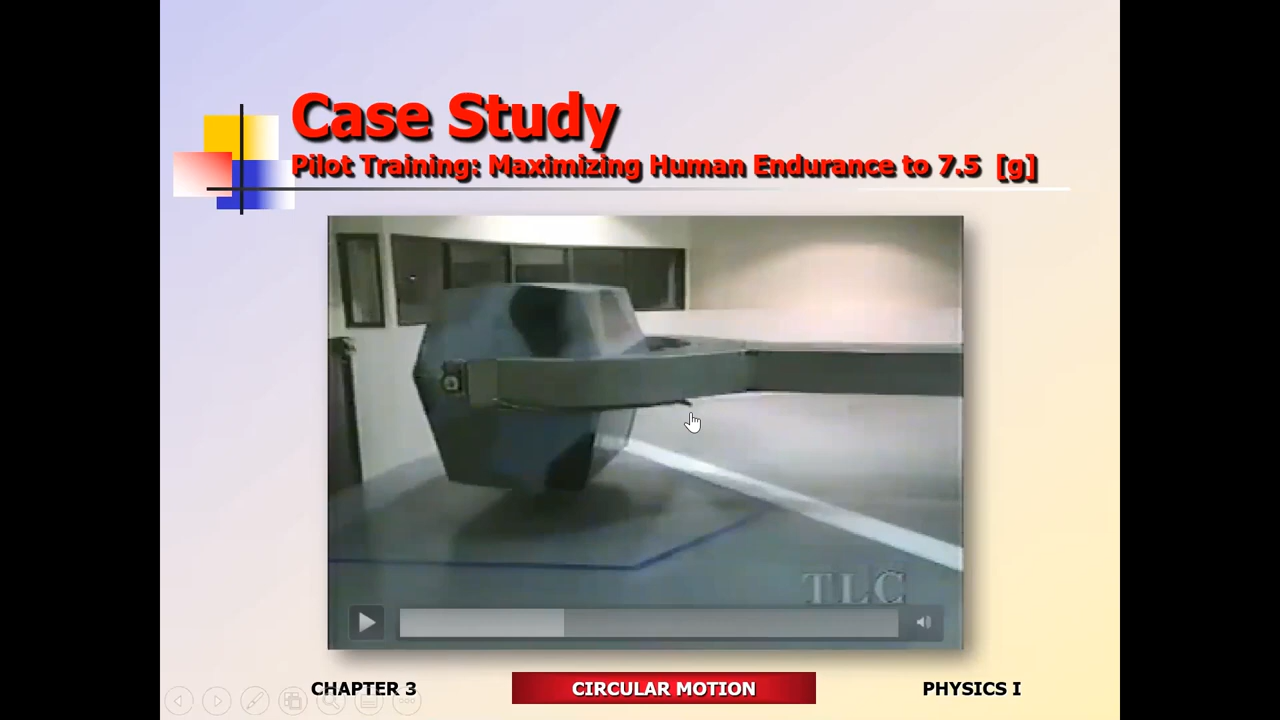 Case Study
Pilot Training: Maximizing Human Endurance to 7.5 [g]
TLC
CHAPTER 3
CIRCULAR MOTION
PHYSICS I